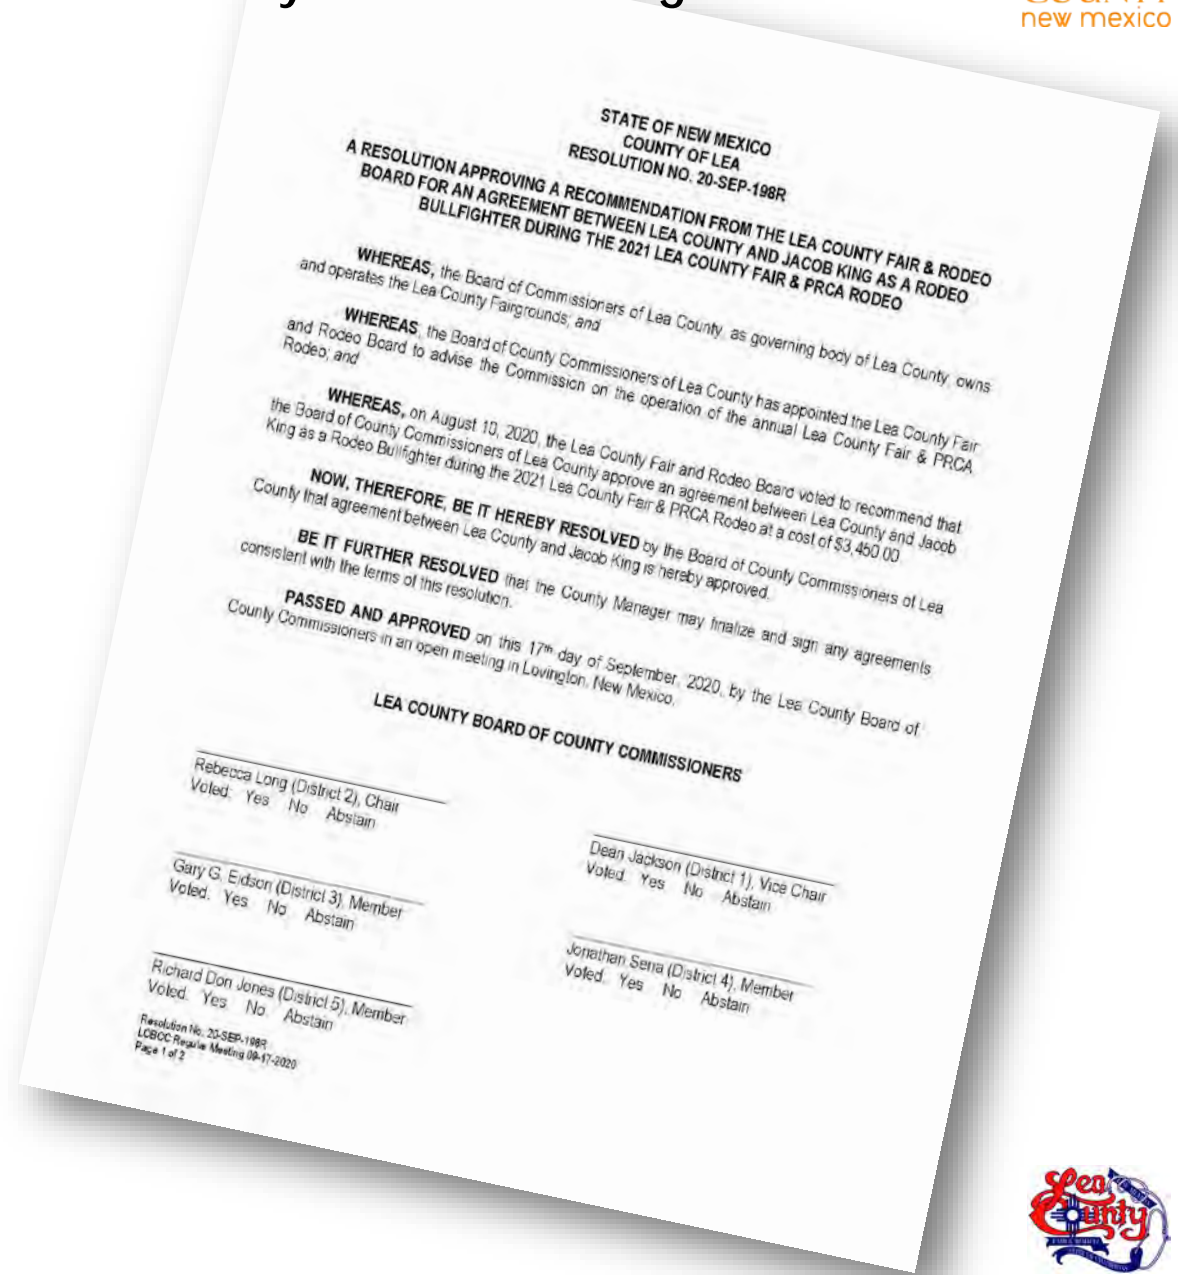 new mexico
STATE OF NEW MEXICO
COUNTY OF LEA
RESOLUTION NO. 20-SEP-198R
A RESOLUTION APPROVING A RECOMMENDATION FROM THE LEA COUNTY FAIR & RODEO
BOARD FOR AN AGREEMENT BETWEEN LEA COUNTY AND JACOB KING AS A RODEO
BULLFIGHTER DURING THE 2021 LEA COUNTY FAIR & PRCA RODEO
WHEREAS, the Board of Commissioners of Lea County, as governing body of Lea County, owns
and operates the Lea County Fairgrounds; and
WHEREAS, the Board of County Commissioners of Lea County has appointed the Lea County Fair
and Rodeo Board to advise the Commission on the operation of the annual Lea County Fair & PRCA
Rodeo; and
WHEREAS, on August 10, 2020, the Lea County Fair and Rodeo Board voted to recommend that
the Board of County Commissioners of Lea County approve an agreement between Lea County and Jacob
King as a Rodeo Bullfighter during the 2021 Lea County Fair & PRCA Rodeo at a cost of $3,450.00.
NOW, THEREFORE, BE IT HEREBY RESOLVED by the Board of County Commissioners of Lea
County that agreement between Lea County and Jacob King is hereby approved.
BE IT FURTHER RESOLVED that the County Manager may finalize and sign any agreements
consistent with the terms of this resolution.
PASSED AND APPROVED on this 17th day of September, 2020, by the Lea County Board of
County Commissioners in an open meeting in Lovington, New Mexico.
LEA COUNTY BOARD OF COUNTY COMMISSIONERS
Rebecca Long (District 2), Chair
Voted: Yes No Abstain
Dean Jackson (District 1), Vice Chair
Voted: Yes No Abstain
Gary G. Eidson (District 3), Member
Voted: Yes No Abstain
Jonathan Sena (District 4), Member
Voted: Yes No Abstain
Richard Don Jones (District 5), Member
Voted: Yes No Abstain
Resolution No. 20-SEP-198R
LCBCC Regular Meeting 09-17-2020
Page 1 of 2
Lea
County